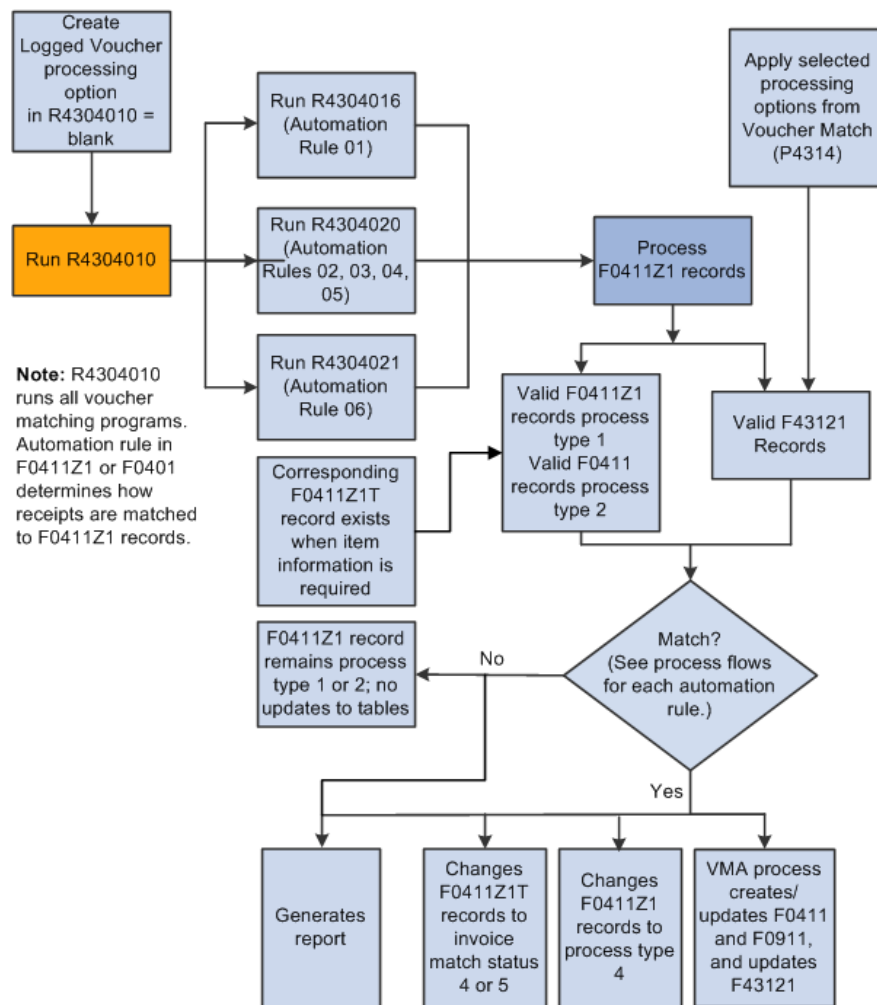 Create
Logged Voucher
processing
option
in R4304010 =
blank
Run R4304010
Note: R4304010
runs all voucher
matching programs.
Automation rule in
F0411Z1 or F0401
determines how
receipts are matched
to F0411Z1 records.
Run R4304016
(Automation
Rule 01)
Run R4304020
(Automation
Rules 02, 03, 04,
05)
Run R4304021
(Automation
Rule 06)
Apply selected
processing
options from
Voucher Match
(P4314)
Process
F0411Z1 records
Valid F0411Z1
records process
type 1
Valid F0411
records process
type 2
Valid F43121
Records
Corresponding
F0411Z1T
record exists
when item
information is
required
Match?
(See process flows
for each automation
rule.)
No
F0411Z1 record
remains process
type 1 or 2; no
updates to tables
Yes
Generates
report
Changes
F0411Z1T
records to
invoice
match status
4 or 5
Changes
F0411Z1
records to
process type
4
VMA process
creates/
updates F0411
and F0911,
and updates
F43121